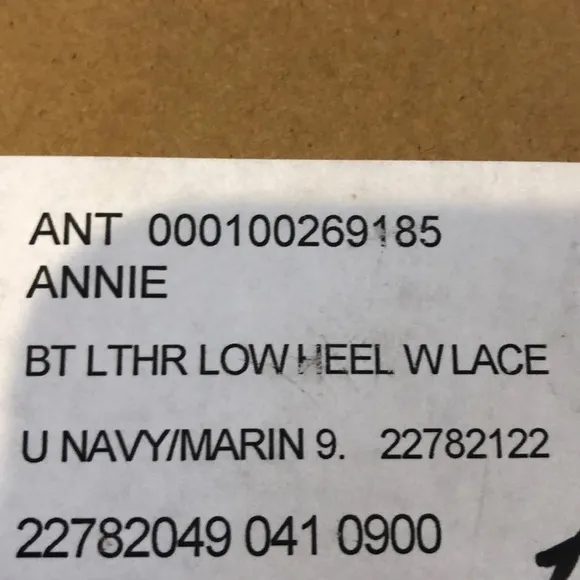 ANT 000100269185
ANNIE
BT LTHR LOW HEEL W LACE
U NAVY/MARIN 9. 22782122
22782049 041 0900